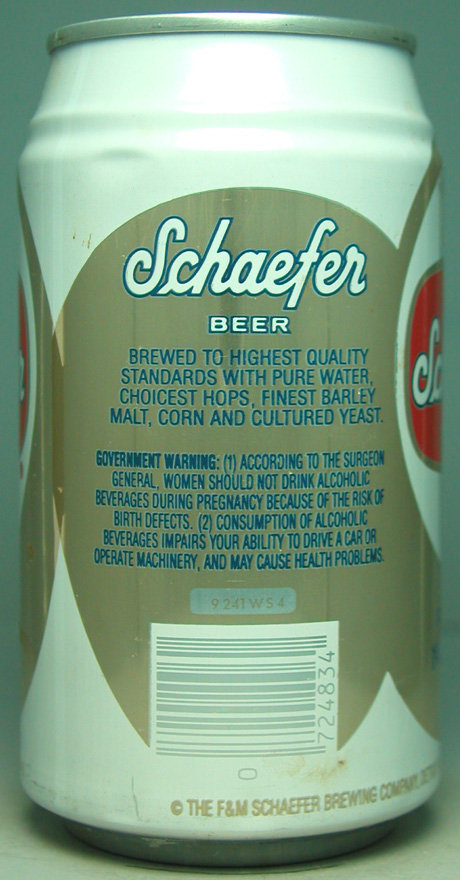 Schaefer
BEER
BREWED TO HIGHEST QUALITY
STANDARDS WITH PURE WATER,
CHOICEST HOPS, FINEST BARLEY
MALT, CORN AND CULTURED YEAST.
GOVERNMENT WARNING: (1) ACCORDING TO THE SURGEON
GENERAL, WOMEN SHOULD NOT DRINK ALCOHOLIC
BEVERAGES DURING PREGNANCY BECAUSE OF THE RISK OF
BIRTH DEFECTS. (2) CONSUMPTION OF ALCOHOLIC
BEVERAGES IMPAIRS YOUR ABILITY TO DRIVE A CAR OR
OPERATE MACHINERY, AND MAY CAUSE HEALTH PROBLEMS.
9241WS4
724834
0
© THE F&M SCHAEFER BREWING COMPANY,